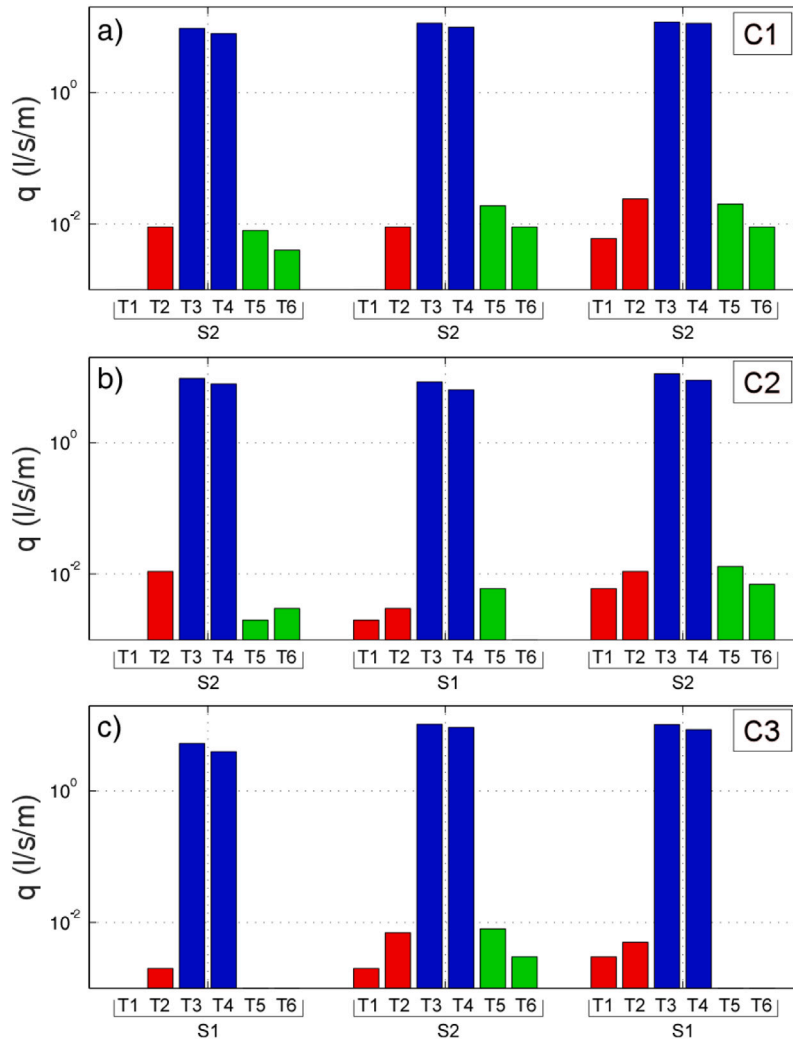 a)
C1
q (l/s/m)
10^0
10^-2
T1 T2 T3 T4 T5 T6 T1 T2 T3 T4 T5 T6 T1 T2 T3 T4 T5 T6
S2 S2 S2
b)
C2
q (l/s/m)
10^0
10^-2
T1 T2 T3 T4 T5 T6 T1 T2 T3 T4 T5 T6 T1 T2 T3 T4 T5 T6
S2 S1 S2
c)
C3
q (l/s/m)
10^0
10^-2
T1 T2 T3 T4 T5 T6 T1 T2 T3 T4 T5 T6 T1 T2 T3 T4 T5 T6
S1 S2 S1